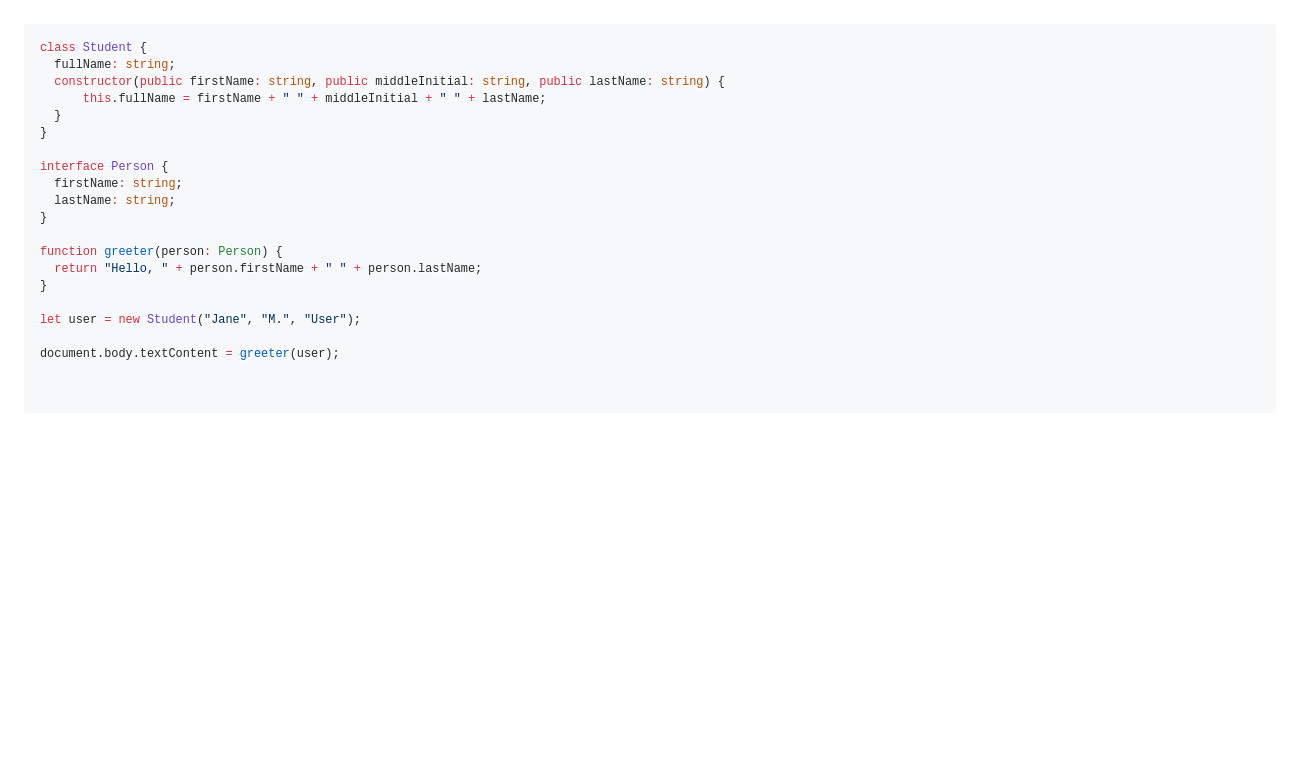 class Student {
  fullName: string;
  constructor(public firstName: string, public middleInitial: string, public lastName: string) {
      this.fullName = firstName + " " + middleInitial + " " + lastName;
  }
}

interface Person {
  firstName: string;
  lastName: string;
}

function greeter(person: Person) {
  return "Hello, " + person.firstName + " " + person.lastName;
}

let user = new Student("Jane", "M.", "User");

document.body.textContent = greeter(user);